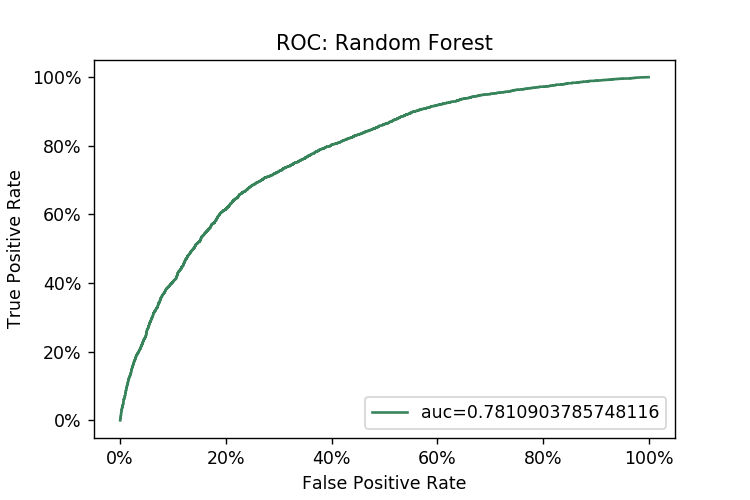 ROC: Random Forest
True Positive Rate
100%
80%
60%
40%
20%
0%
auc=0.7810903785748116
0% 20% 40% 60% 80% 100%
False Positive Rate